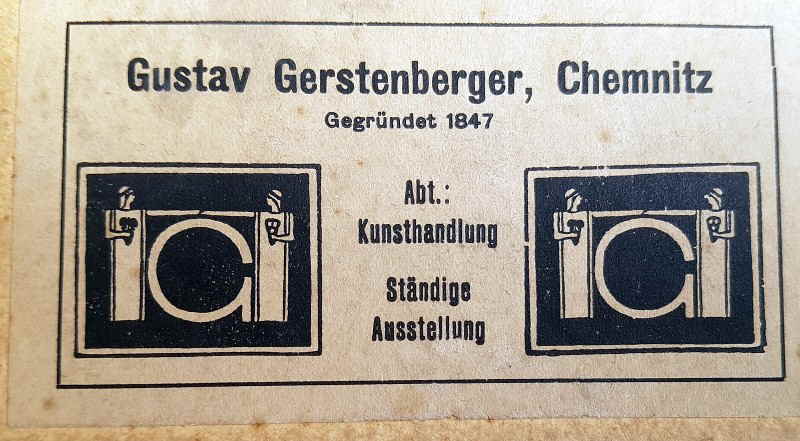 Gustav Gerstenberger, Chemnitz
Gegründet 1847
Abt.:
Kunsthandlung
Ständige
Ausstellung